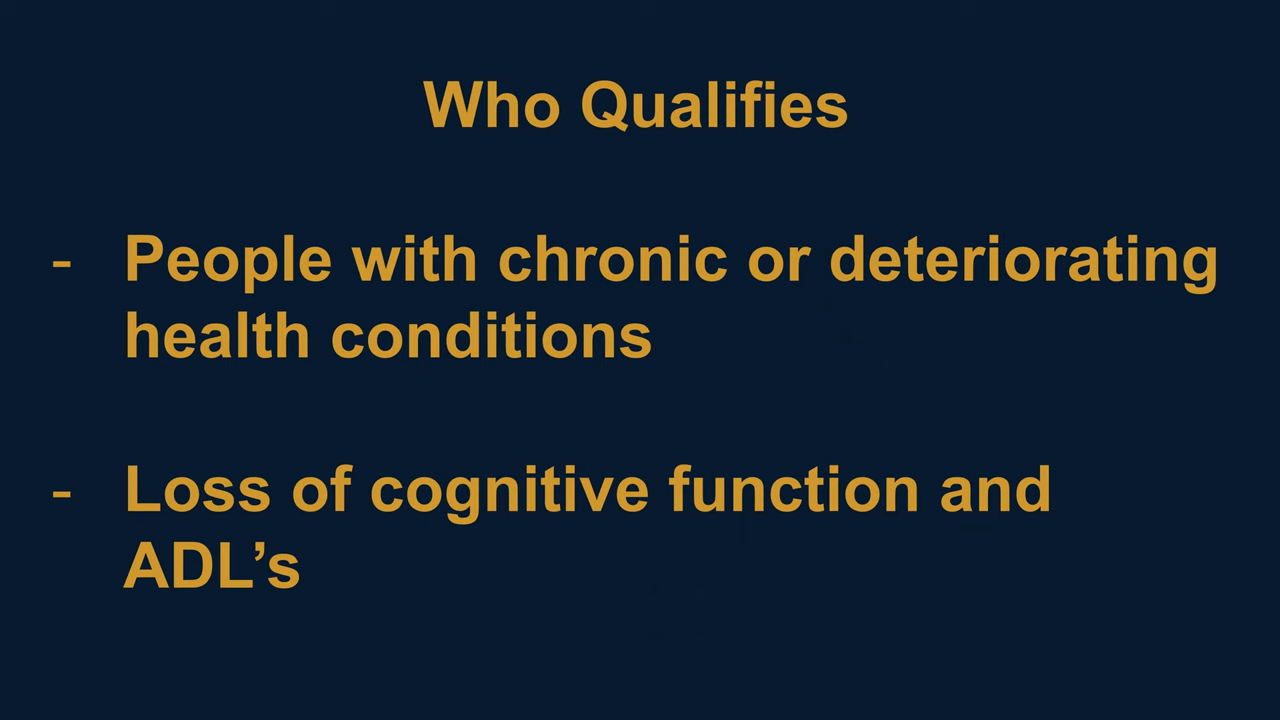 Who Qualifies
- People with chronic or deteriorating
health conditions
- Loss of cognitive function and
ADL’s